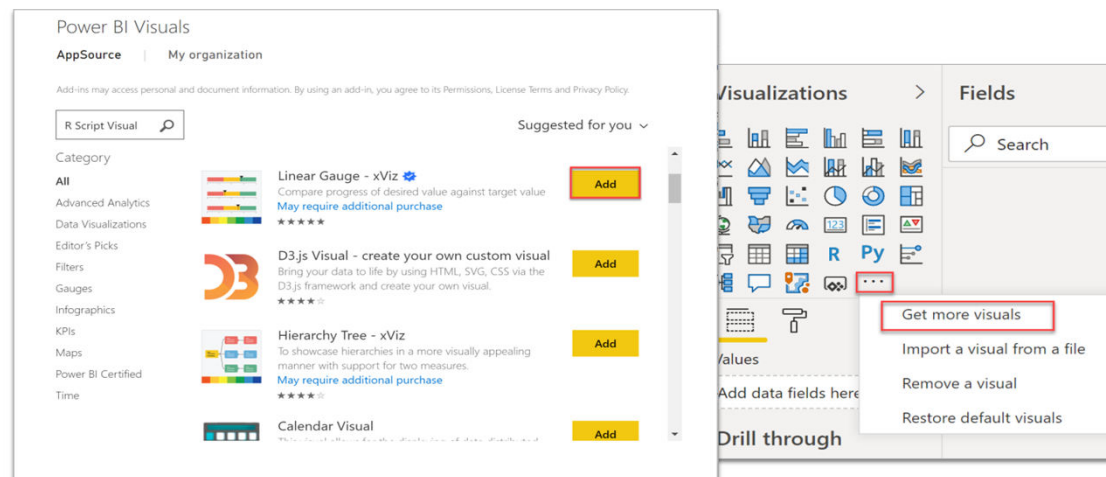 Power BI Visuals
AppSource | My organization
Add-ins may access personal and document information. By using an add-in, you agree to its Permissions, License Terms and Privacy Policy.
R Script Visual
Suggested for you
Category
All
Advanced Analytics
Data Visualizations
Editor's Picks
Filters
Gauges
Infographics
KPIs
Maps
Power BI Certified
Time
Linear Gauge - xViz
Compare progress of desired value against target value
May require additional purchase
Add
D3.js Visual - create your own custom visual
Bring your data to life by using HTML, SVG, CSS via the
D3.js framework and create your own visual.
Add
Hierarchy Tree - xViz
To showcase hierarchies in a more visually appealing
manner with support for two measures.
May require additional purchase
Add
Calendar Visual
Add
Visualizations
Fields
Search
123
R Py
Get more visuals
Import a visual from a file
Remove a visual
Restore default visuals
Values
Add data fields here
Drill through